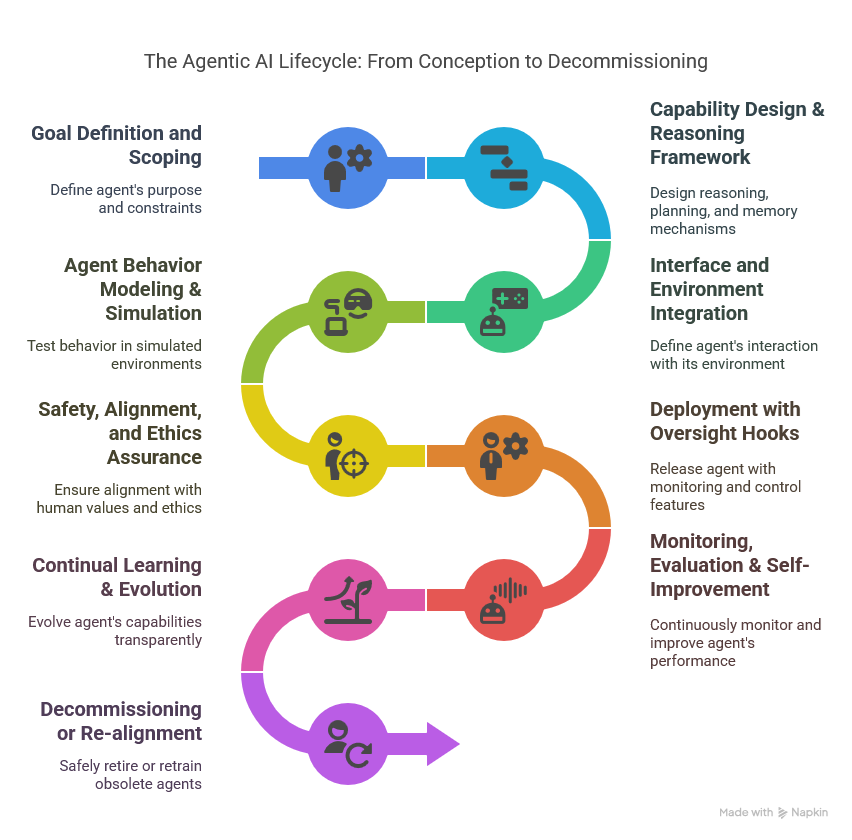 The Agentic AI Lifecycle: From Conception to Decommissioning
Goal Definition and
Scoping
Define agent's purpose
and constraints
Capability Design &
Reasoning
Framework
Design reasoning,
planning, and memory
mechanisms
Interface and
Environment
Integration
Define agent's interaction
with its environment
Agent Behavior
Modeling &
Simulation
Test behavior in simulated
environments
Safety, Alignment,
and Ethics
Assurance
Ensure alignment with
human values and ethics
Deployment with
Oversight Hooks
Release agent with
monitoring and control
features
Monitoring,
Evaluation & Self-
Improvement
Continuously monitor and
improve agent's
performance
Continual Learning
& Evolution
Evolve agent's capabilities
transparently
Decommissioning
or Re-alignment
Safely retire or retrain
obsolete agents
Made with Napkin